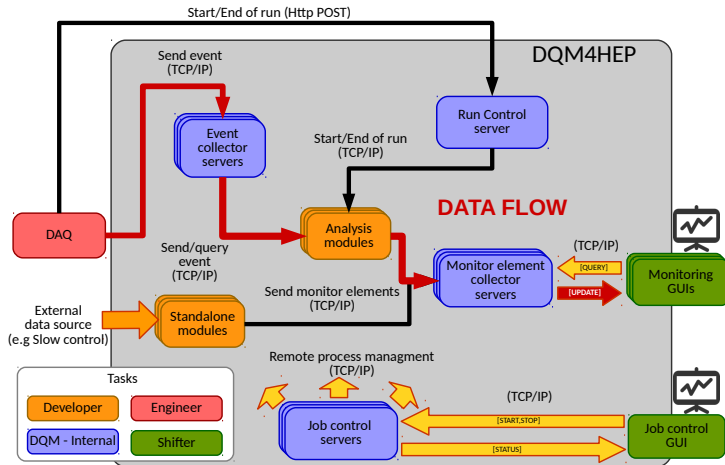 Start/End of run (Http POST)
DQM4HEP
Send event
(TCP/IP)
Event
collector
servers
Run Control
server
Start/End of run
(TCP/IP)
DATA FLOW
DAQ
Analysis
modules
Send/query
event
(TCP/IP)
(TCP/IP)
Monitor element
collector
servers
[QUERY]
[UPDATE]
Monitoring
GUIs
Send monitor elements
(TCP/IP)
External
data source
(e.g Slow control)
Standalone
modules
Remote process managment
(TCP/IP)
Tasks
Developer
Engineer
DQM - Internal
Shifter
Job control
servers
(TCP/IP)
[START,STOP]
[STATUS]
Job control
GUI